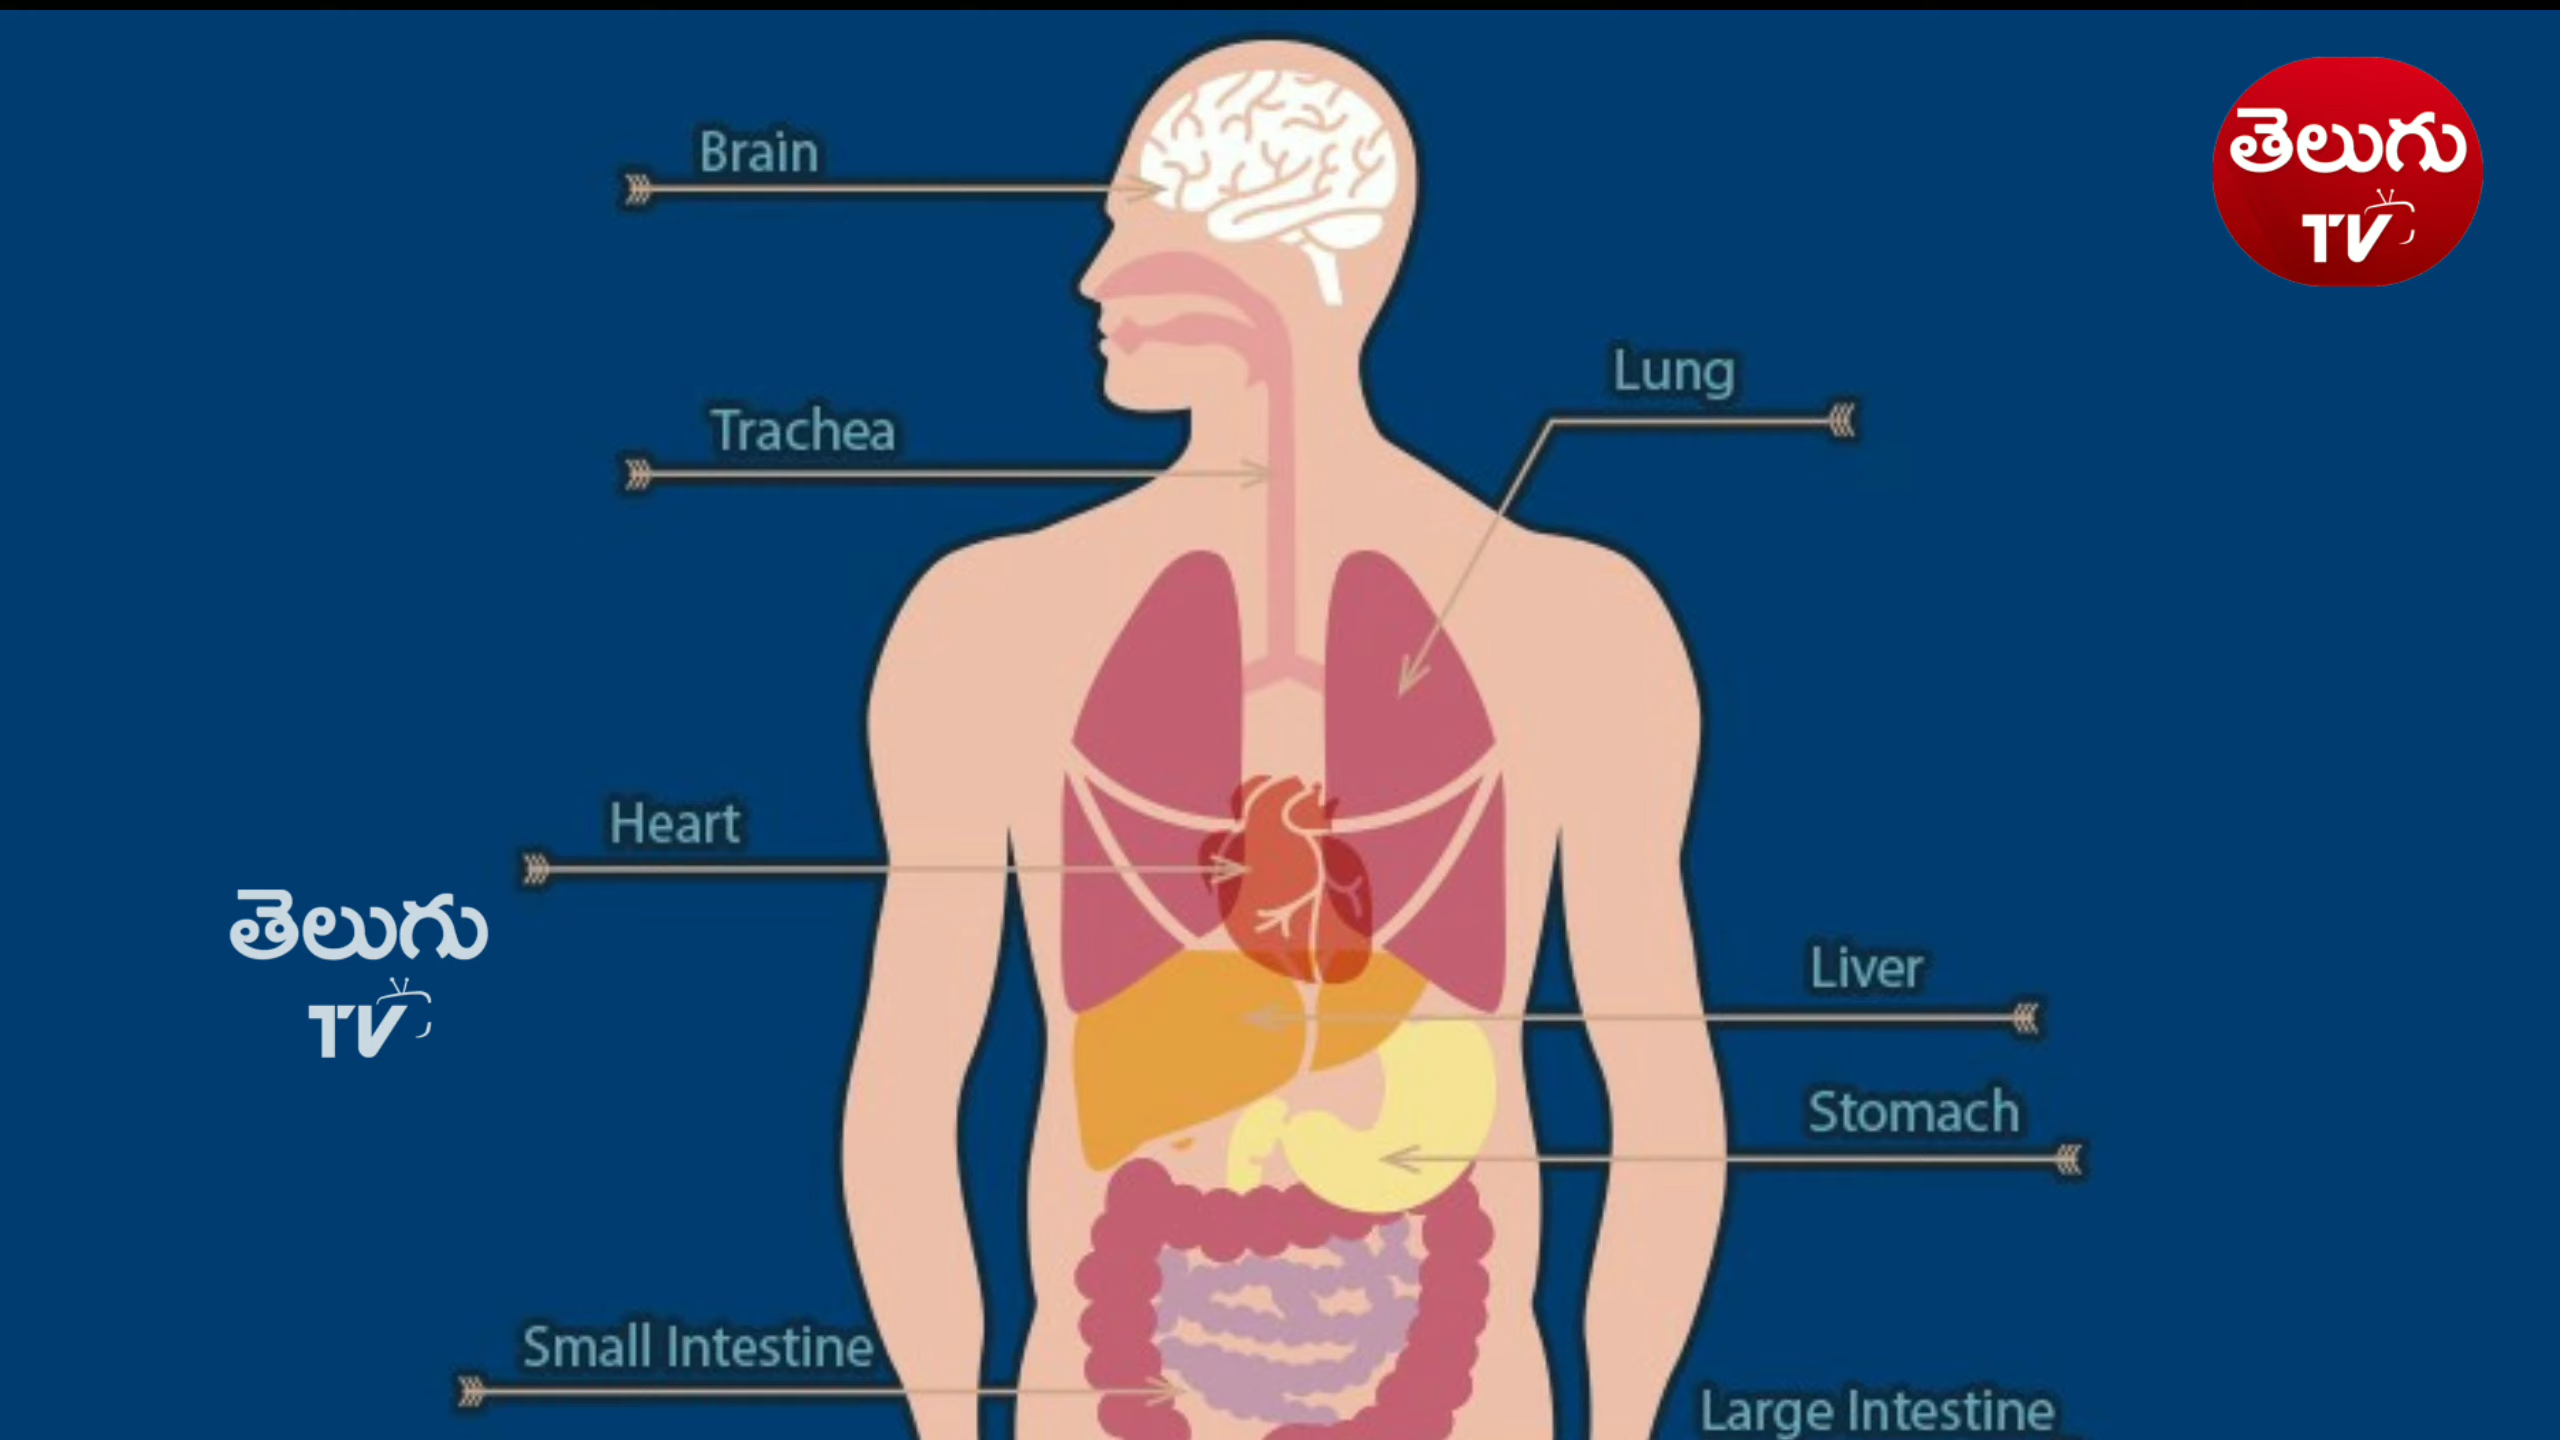 Brain
తెలుగు
TV
Lung
Trachea
Heart
తెలుగు
TV
Liver
Stomach
Small Intestine
Large Intestine